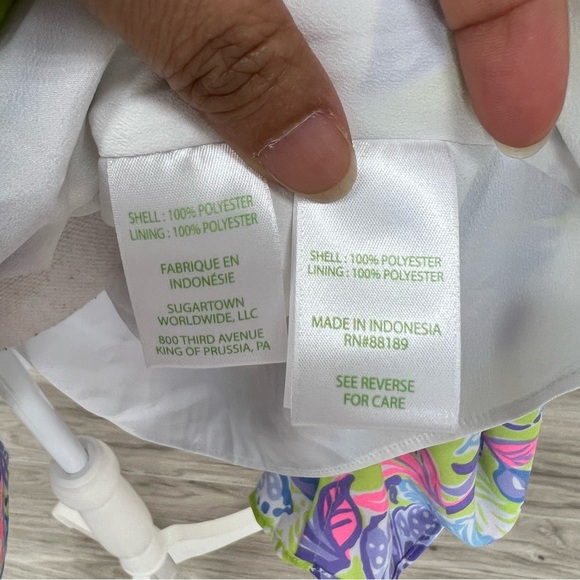 SHELL : 100% POLYESTER
LINING : 100% POLYESTER
FABRIQUE EN
INDONÉSIE
SUGARTOWN
WORLDWIDE, LLC
800 THIRD AVENUE
KING OF PRUSSIA, PA
SHELL : 100% POLYESTER
LINING : 100% POLYESTER
MADE IN INDONESIA
RN#88189
SEE REVERSE
FOR CARE